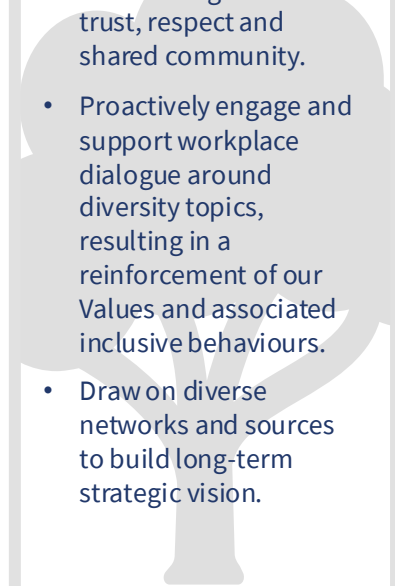 trust, respect and
shared community.
• Proactively engage and
support workplace
dialogue around
diversity topics,
resulting in a
reinforcement of our
Values and associated
inclusive behaviours.
• Draw on diverse
networks and sources
to build long-term
strategic vision.